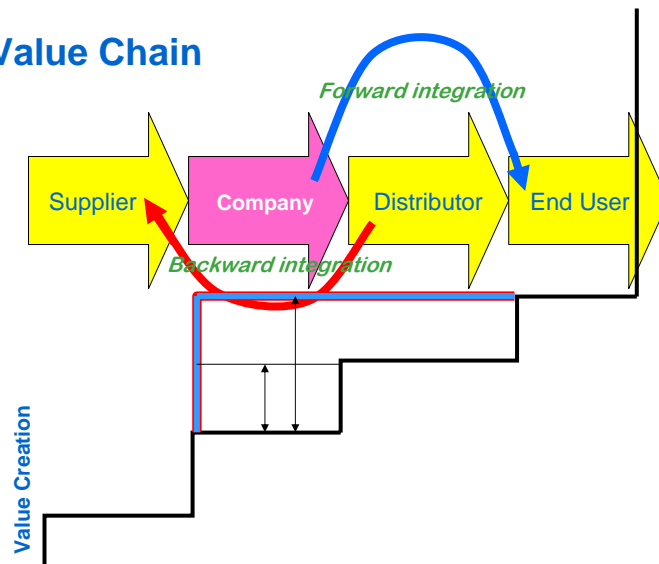 Value Chain
Forward integration
Supplier
Company
Distributor
End User
Backward integration
Value Creation